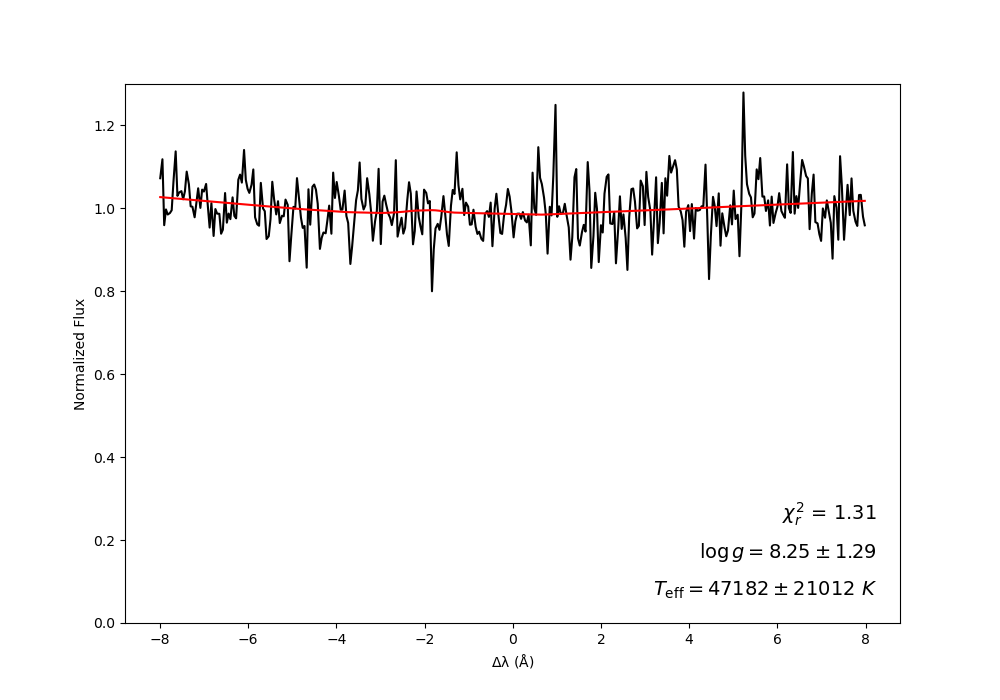 1.2
1.0
0.8
0.6
0.4
0.2
0.0
Normalized Flux
χ²ᵣ = 1.31
log g = 8.25 ± 1.29
T_eff = 47182 ± 21012 K
−8 −6 −4 −2 0 2 4 6 8
Δλ (Å)